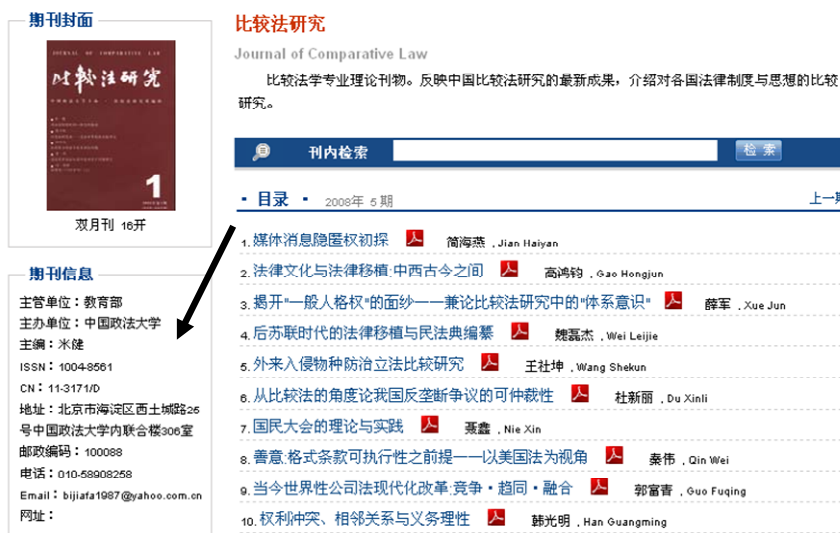 期刊封面
JOURNAL OF COMPARATIVE LAW
比較法研究
1
双月刊 16开
期刊信息
主管单位：教育部
主办单位：中国政法大学
主编：米健
ISSN：1004-8561
CN：11-3171/D
地址：北京市海淀区西土城路25
号中国政法大学内联合楼306室
邮政编码：100088
电话：010-58908258
Email：bijiafa1987@yahoo.com.cn
网址：
比较法研究
Journal of Comparative Law
比较法学专业理论刊物。反映中国比较法研究的最新成果，介绍对各国法律制度与思想的比较
研究。
刊内检索
检 索
· 目录 · 2008年 5期 上一期
1. 媒体消息隐匿权初探 简海燕 , Jian Haiyan
2. 法律文化与法律移植:中西古今之间 高鸿钧 , Gao Hongjun
3. 揭开"一般人格权"的面纱——兼论比较法研究中的"体系意识" 薛军 , Xue Jun
4. 后苏联时代的法律移植与民法典编纂 魏磊杰 , Wei Leijie
5. 外来入侵物种防治立法比较研究 王社坤 , Wang Shekun
6. 从比较法的角度论我国反垄断争议的可仲裁性 杜新丽 , Du Xinli
7. 国民大会的理论与实践 聂鑫 , Nie Xin
8. 善意:格式条款可执行性之前提——以美国法为视角 秦伟 , Qin Wei
9. 当今世界性公司法现代化改革:竞争·趋同·融合 郭富青 , Guo Fuqing
10. 权利冲突、相邻关系与义务理性 韩光明 , Han Guangming